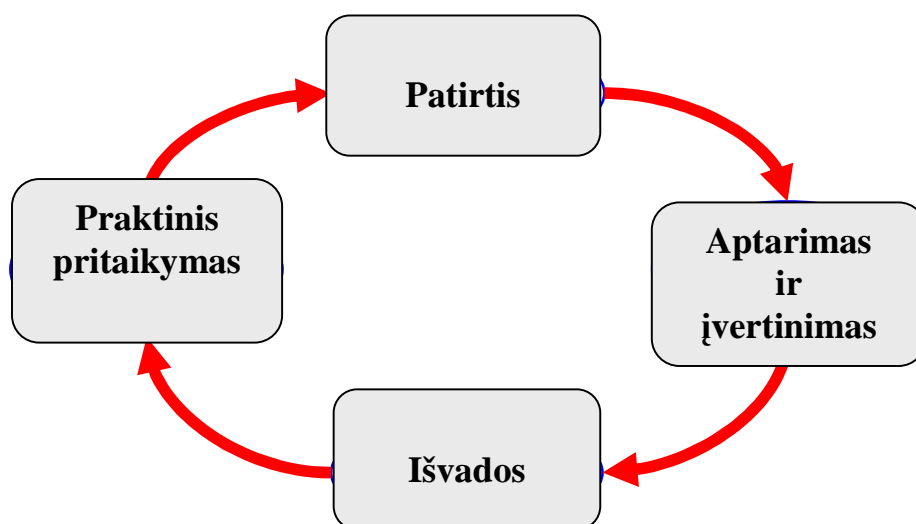 Patirtis
Praktinis
pritaikymas
Aptarimas
ir
įvertinimas
Išvados